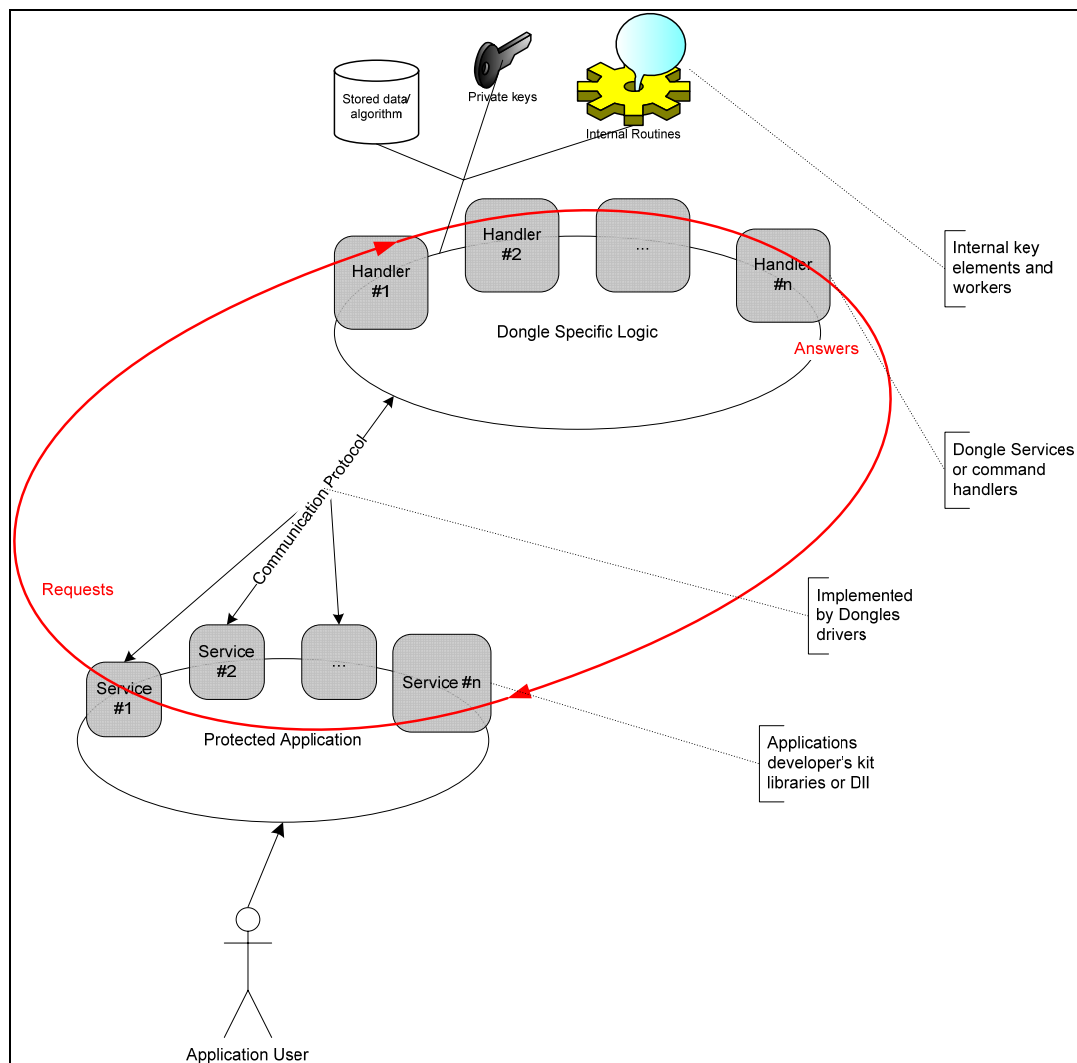 Stored data/
algorithm
Private keys
Internal Routines
Handler
#1
Handler
#2
...
Handler
#n
Dongle Specific Logic
Answers
Internal key
elements and
workers
Dongle Services
or command
handlers
Communication Protocol
Requests
Implemented
by Dongles
drivers
Service
#1
Service
#2
...
Service #n
Protected Application
Applications
developer's kit
libraries or Dll
Application User